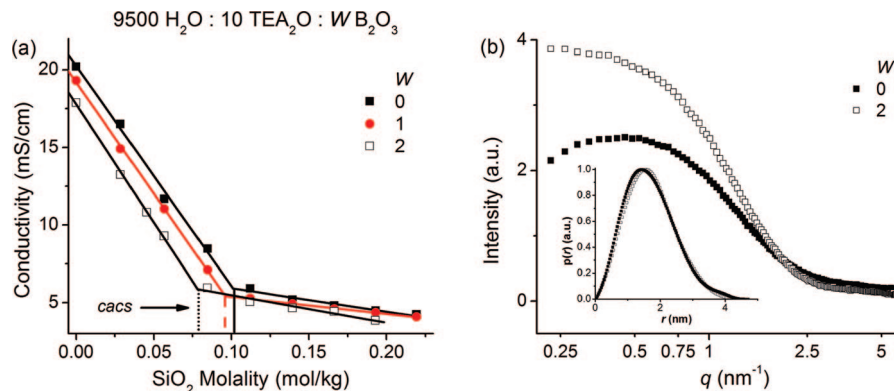 9500 H₂O : 10 TEA₂O : W B₂O₃
(a)
20
15
10
5
Conductivity (mS/cm)
W
0
1
2
cacs
0.00 0.05 0.10 0.15 0.20
SiO₂ Molality (mol/kg)
(b)
4
2
0
Intensity (a.u.)
W
0
2
1.0
0.8
0.6
0.4
0.2
0.0
p(r) (a.u.)
0 2 4
r (nm)
0.25 0.5 0.75 1 2.5 5
q (nm⁻¹)